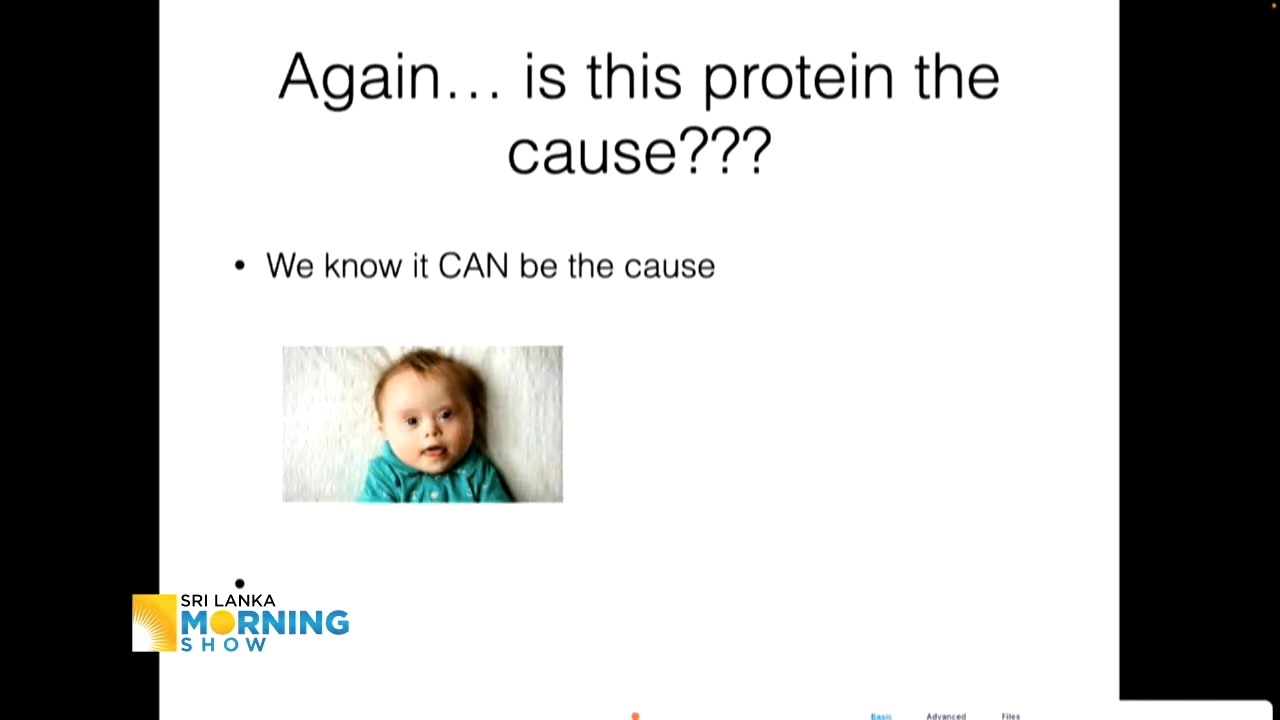 Again... is this protein the
cause???
• We know it CAN be the cause
•
SRI LANKA
MORNING
SHOW
Basic Advanced Files